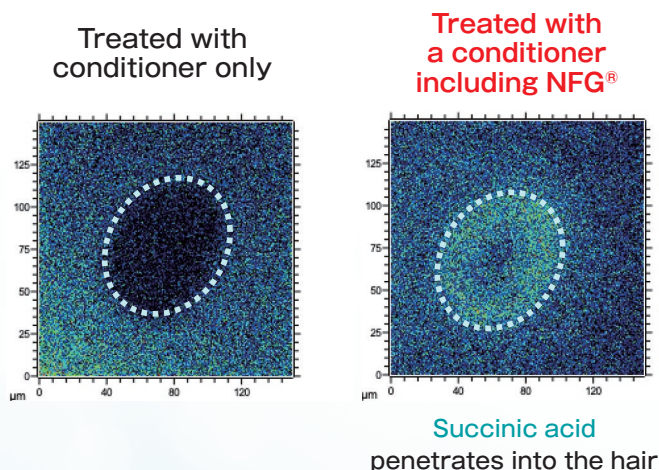 Treated with
conditioner only
Treated with
a conditioner
including NFG®
125
100
75
50
25
0
μm
0
40
80
120
125
100
75
50
25
0
μm
0
40
80
120
Succinic acid
penetrates into the hair